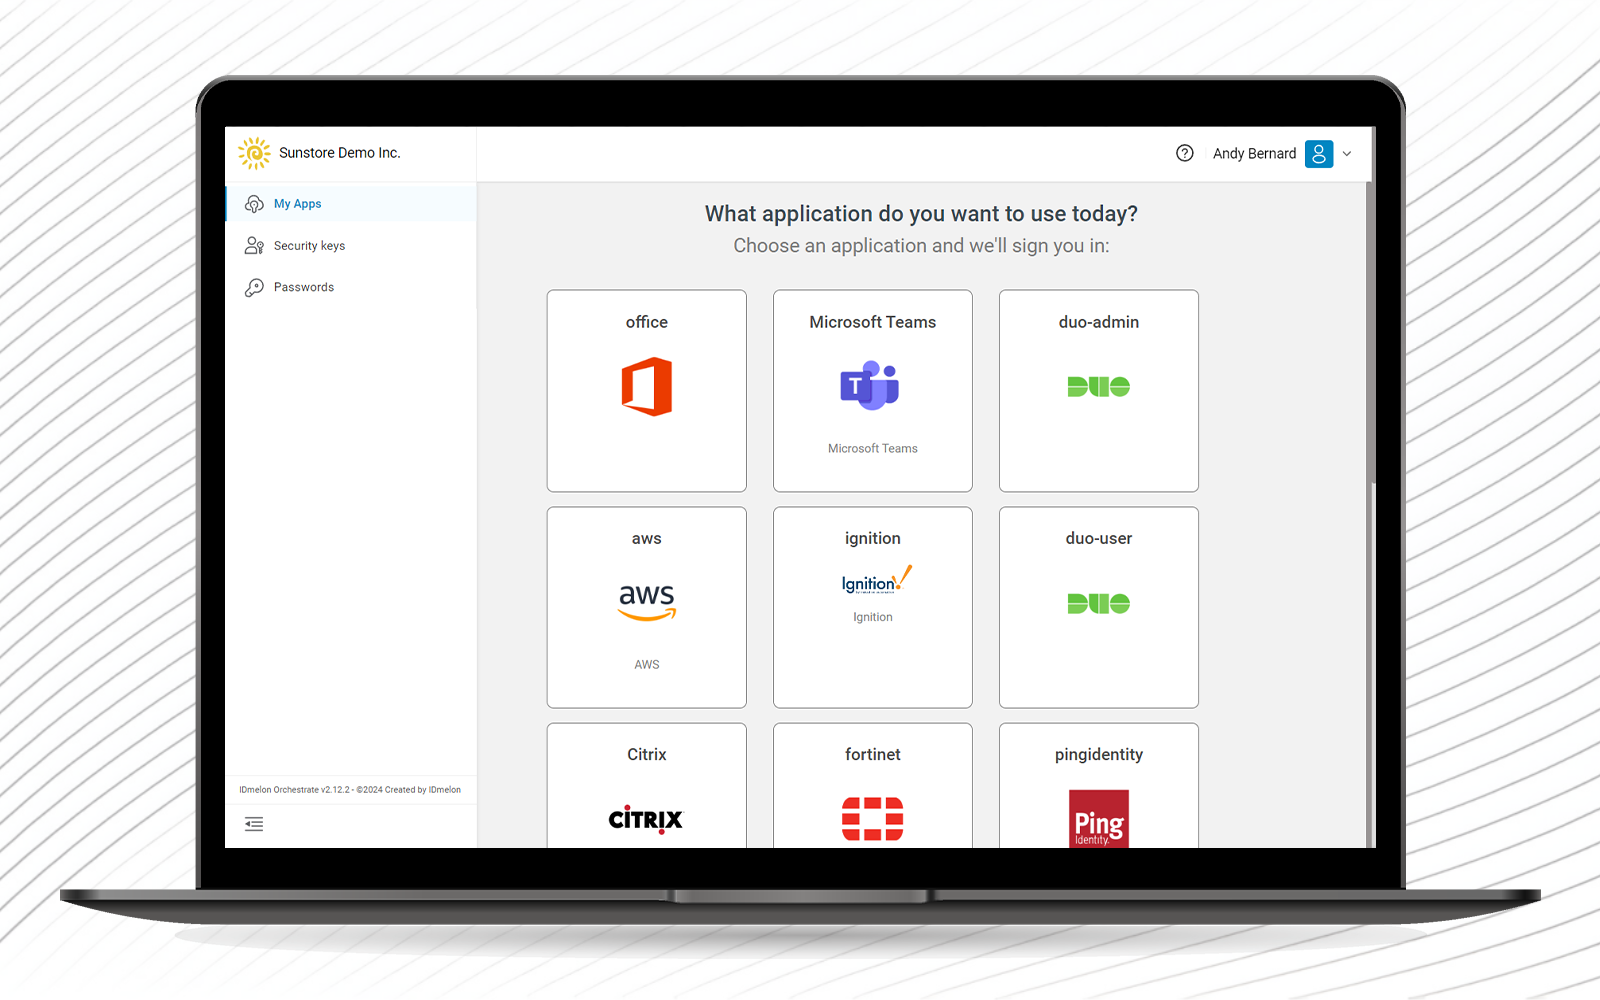 Sunstore Demo Inc.
Andy Bernard
My Apps
Security keys
Passwords
What application do you want to use today?
Choose an application and we'll sign you in:
office
Microsoft Teams
duo-admin
T
DUO
Microsoft Teams
aws
ignition
duo-user
aws
Ignition!
DUO
Ignition
AWS
Citrix
fortinet
pingidentity
CITRIX
Ping
Identity.
IDmelon Orchestrate v2.12.2 - ©2024 Created by IDmelon